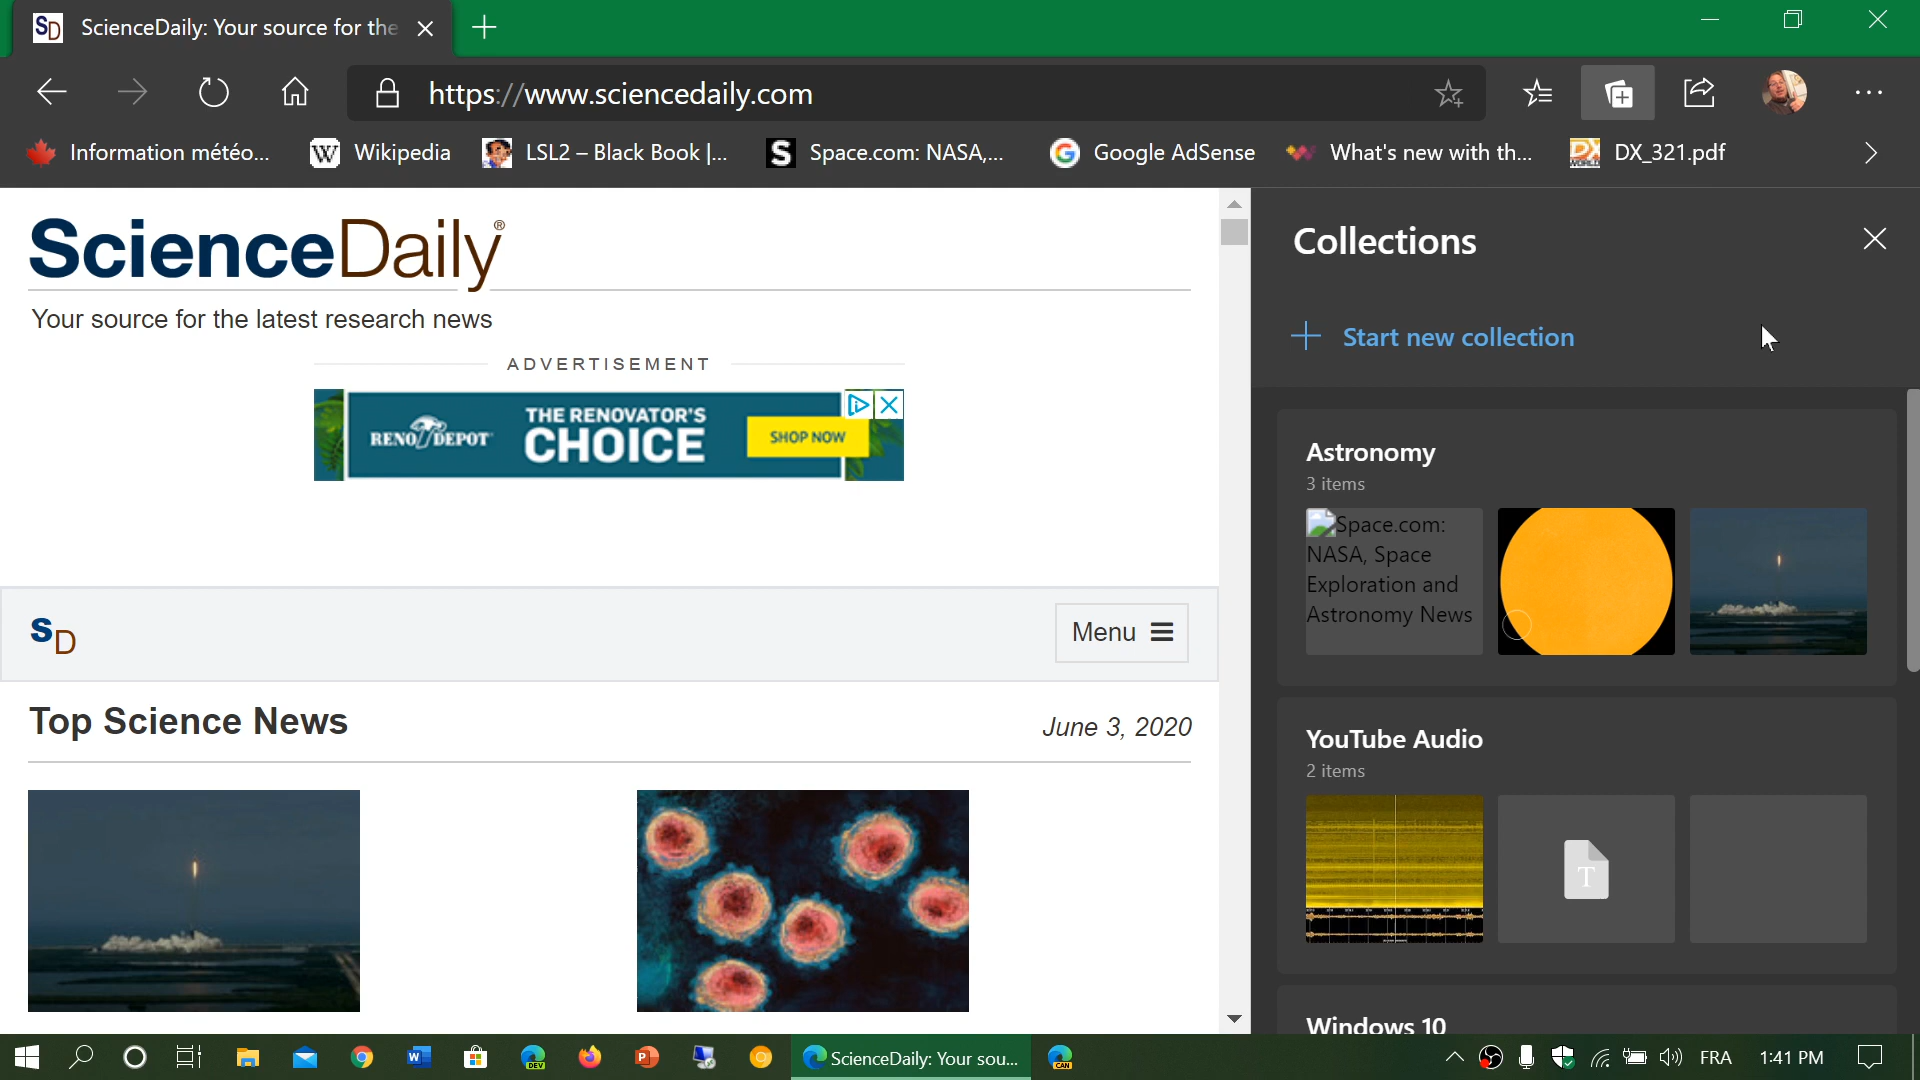 SD ScienceDaily: Your source for the
https://www.sciencedaily.com
Information météo... W Wikipedia LSL2 – Black Book |... S Space.com: NASA,... G Google AdSense What's new with th... DX_321.pdf
ScienceDaily®
Your source for the latest research news
ADVERTISEMENT
RENO DEPOT
THE RENOVATOR'S
CHOICE
SHOP NOW
SD
Menu
Top Science News
June 3, 2020
Collections
Start new collection
Astronomy
3 items
Space.com:
NASA, Space
Exploration and
Astronomy News
YouTube Audio
2 items
T
Windows 10
DEV
ScienceDaily: Your sou...
CAN
FRA
1:41 PM